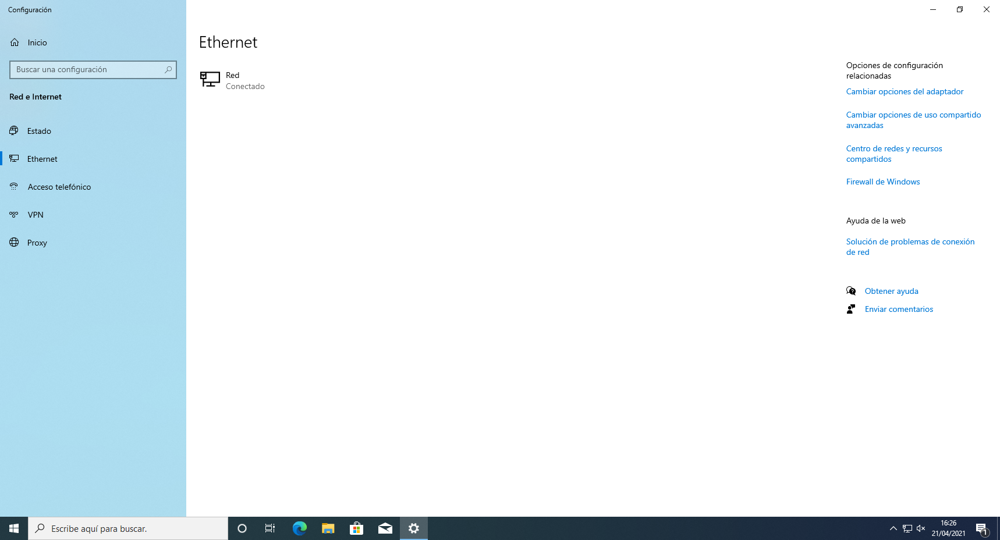 Configuración
Inicio
Buscar una configuración
Red e Internet
Estado
Ethernet
Acceso telefónico
VPN
Proxy
Ethernet
Red
Conectado
Opciones de configuración
relacionadas
Cambiar opciones del adaptador
Cambiar opciones de uso compartido
avanzadas
Centro de redes y recursos
compartidos
Firewall de Windows
Ayuda de la web
Solución de problemas de conexión
de red
Obtener ayuda
Enviar comentarios
Escribe aquí para buscar.
16:26
21/04/2021
1